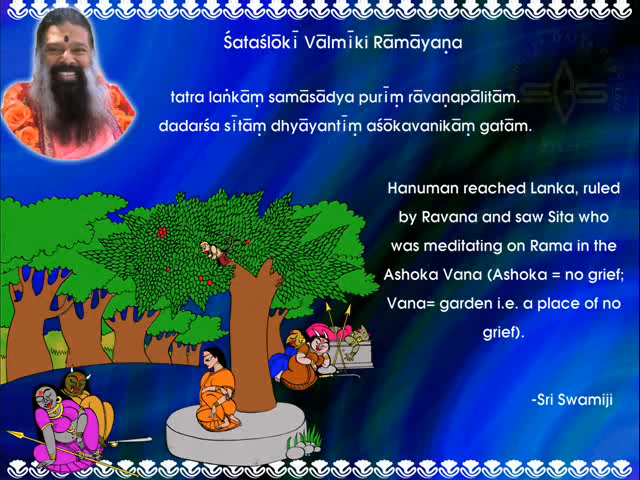 Śataślōkī Vālmīki Rāmāyaṇa
tatra laṅkāṃ samāsādya purīṃ rāvaṇapālitām.
dadarśa sītāṃ dhyāyantīṃ aśōkavanikāṃ gatām.
Hanuman reached Lanka, ruled
by Ravana and saw Sita who
was meditating on Rama in the
Ashoka Vana (Ashoka = no grief;
Vana= garden i.e. a place of no
grief).
-Sri Swamiji